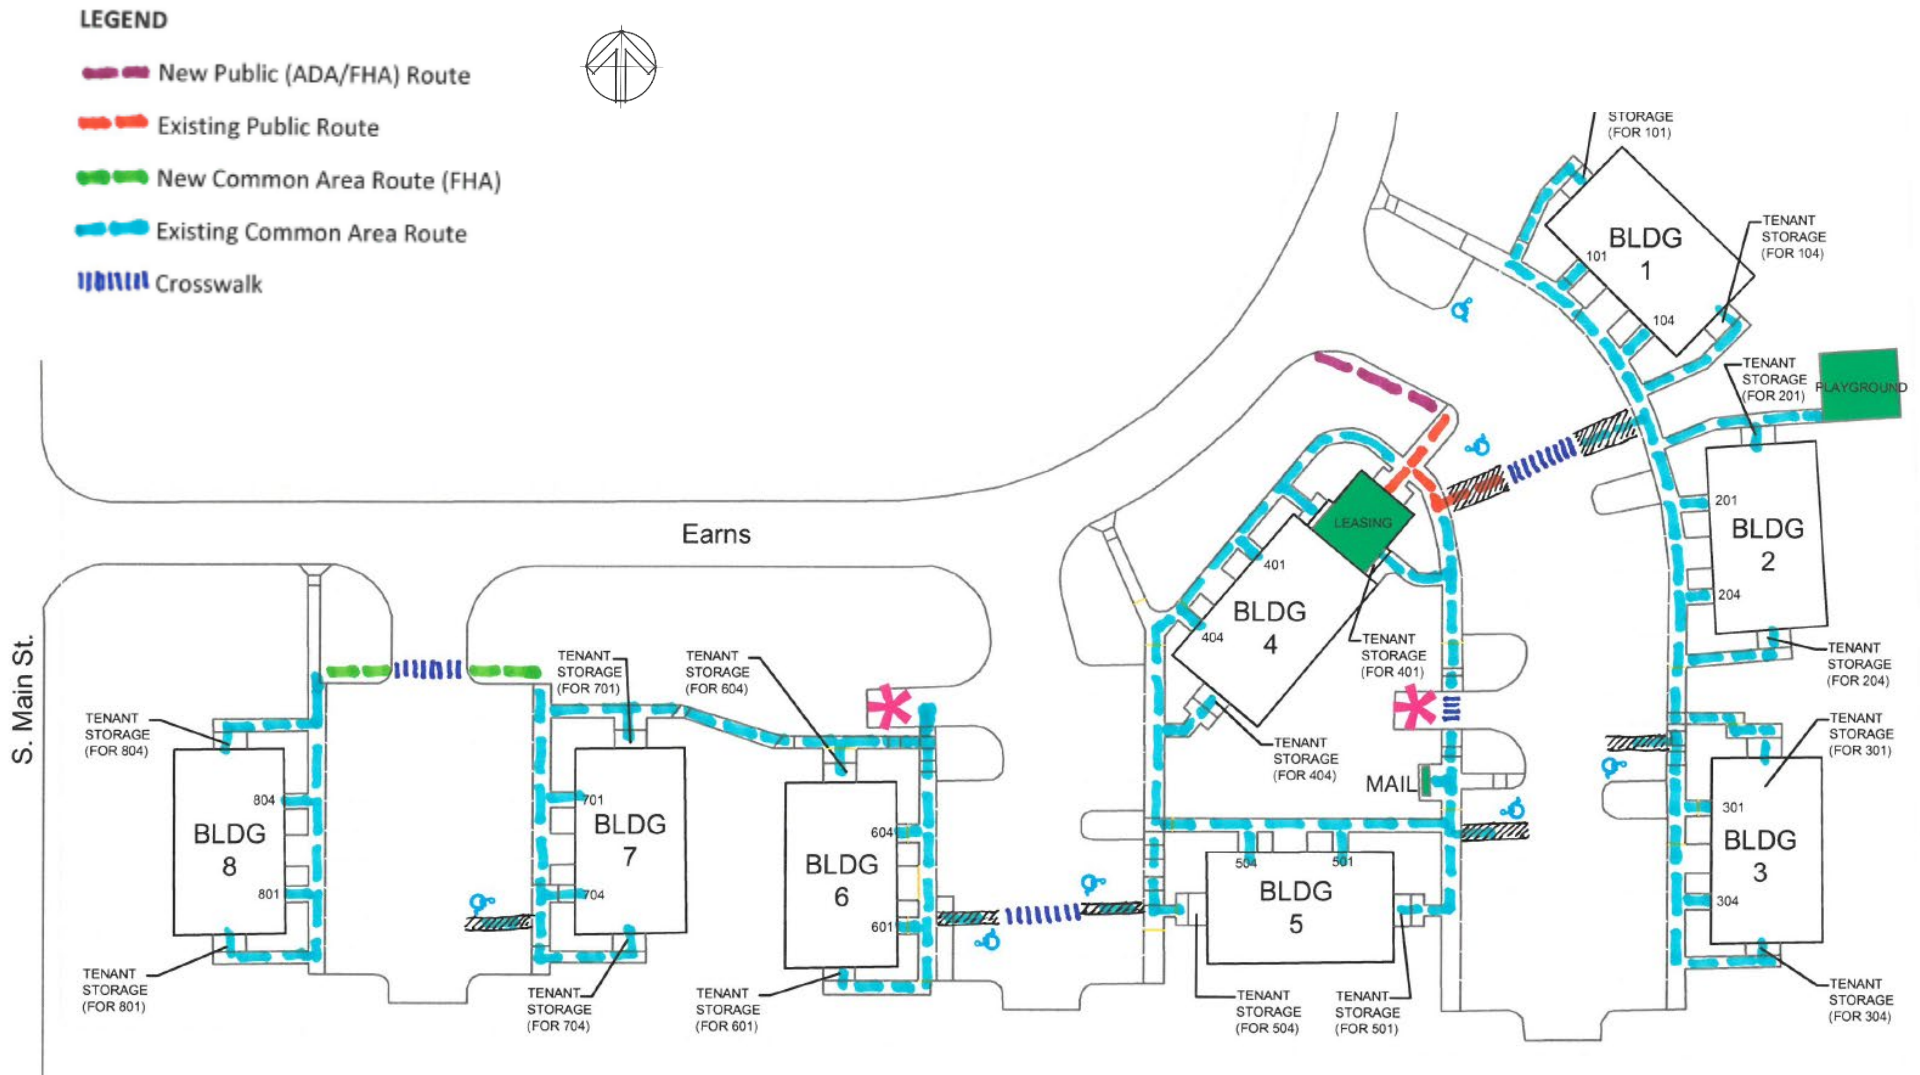 LEGEND
New Public (ADA/FHA) Route
Existing Public Route
New Common Area Route (FHA)
Existing Common Area Route
Crosswalk
STORAGE
(FOR 101)
BLDG
1
101
104
TENANT
STORAGE
(FOR 104)
TENANT
STORAGE
(FOR 201)
PLAYGROUND
BLDG
2
201
204
TENANT
STORAGE
(FOR 204)
Earns
S. Main St.
LEASING
401
BLDG
4
404
TENANT
STORAGE
(FOR 401)
TENANT
STORAGE
(FOR 404)
MAIL
TENANT
STORAGE
(FOR 301)
301
BLDG
3
304
TENANT
STORAGE
(FOR 304)
TENANT
STORAGE
(FOR 804)
804
BLDG
8
801
TENANT
STORAGE
(FOR 801)
TENANT
STORAGE
(FOR 701)
701
BLDG
7
704
TENANT
STORAGE
(FOR 704)
TENANT
STORAGE
(FOR 604)
604
BLDG
6
601
TENANT
STORAGE
(FOR 601)
504
501
BLDG
5
TENANT
STORAGE
(FOR 504)
TENANT
STORAGE
(FOR 501)